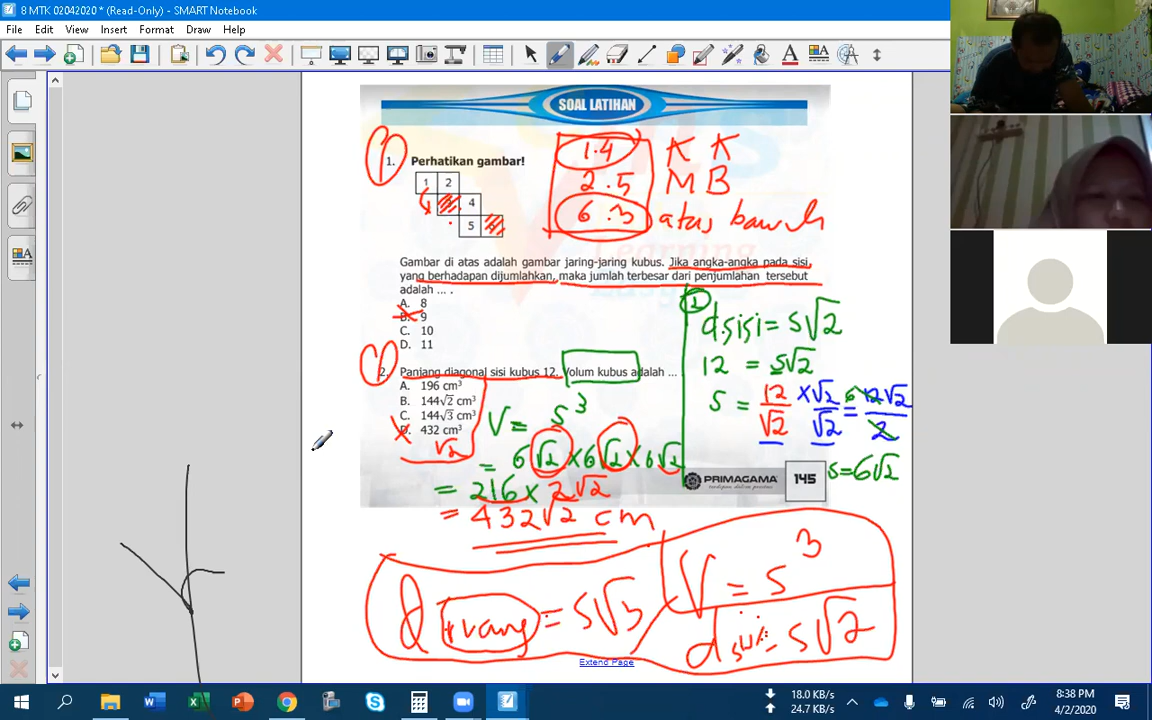 8 MTK 02042020 * (Read-Only) - SMART Notebook
File Edit View Insert Format Draw Help
SOAL LATIHAN
1. Perhatikan gambar!
1 2
4
5
1.4 K K
2.5 M B
6.3 atas bawah
Gambar di atas adalah gambar jaring-jaring kubus. Jika angka-angka pada sisi
yang berhadapan dijumlahkan, maka jumlah terbesar dari penjumlahan tersebut
adalah ... .
A. 8
B. 9
C. 10
D. 11
2. Panjang diagonal sisi kubus 12. Volum kubus adalah ...
A. 196 cm³
B. 144√2 cm³
C. 144√3 cm³
D. 432 cm³
√2
V = s³
= 6√2 × 6√2 × 6√2
= 216 × 2√2
= 432√2 cm
d.sisi = s√2
12 = s√2
s = 12/√2 × √2/√2 = 6 12√2/2
s = 6√2
PRIMAGAMA
145
d ruang = s√3
V = s³
d sisi = s√2
Extend Page
18.0 KB/s
24.7 KB/s
8:38 PM
4/2/2020